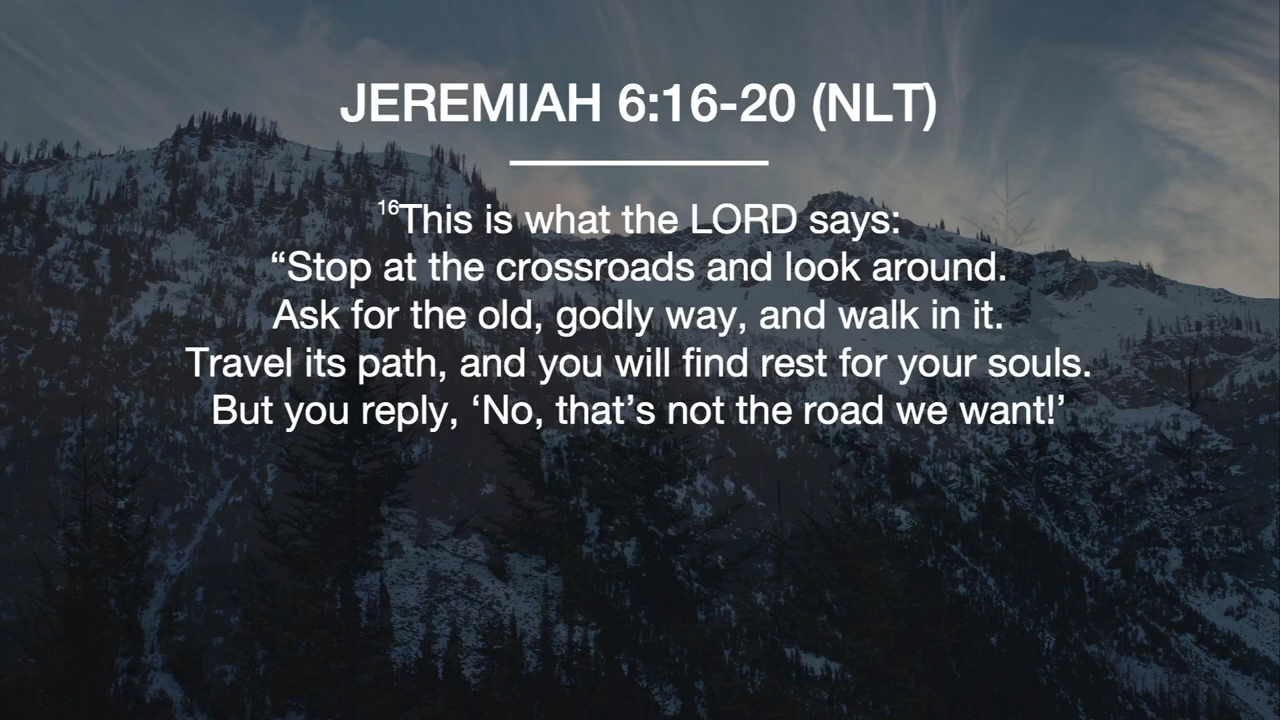 JEREMIAH 6:16-20 (NLT)
16This is what the LORD says:
“Stop at the crossroads and look around.
Ask for the old, godly way, and walk in it.
Travel its path, and you will find rest for your souls.
But you reply, ‘No, that’s not the road we want!’